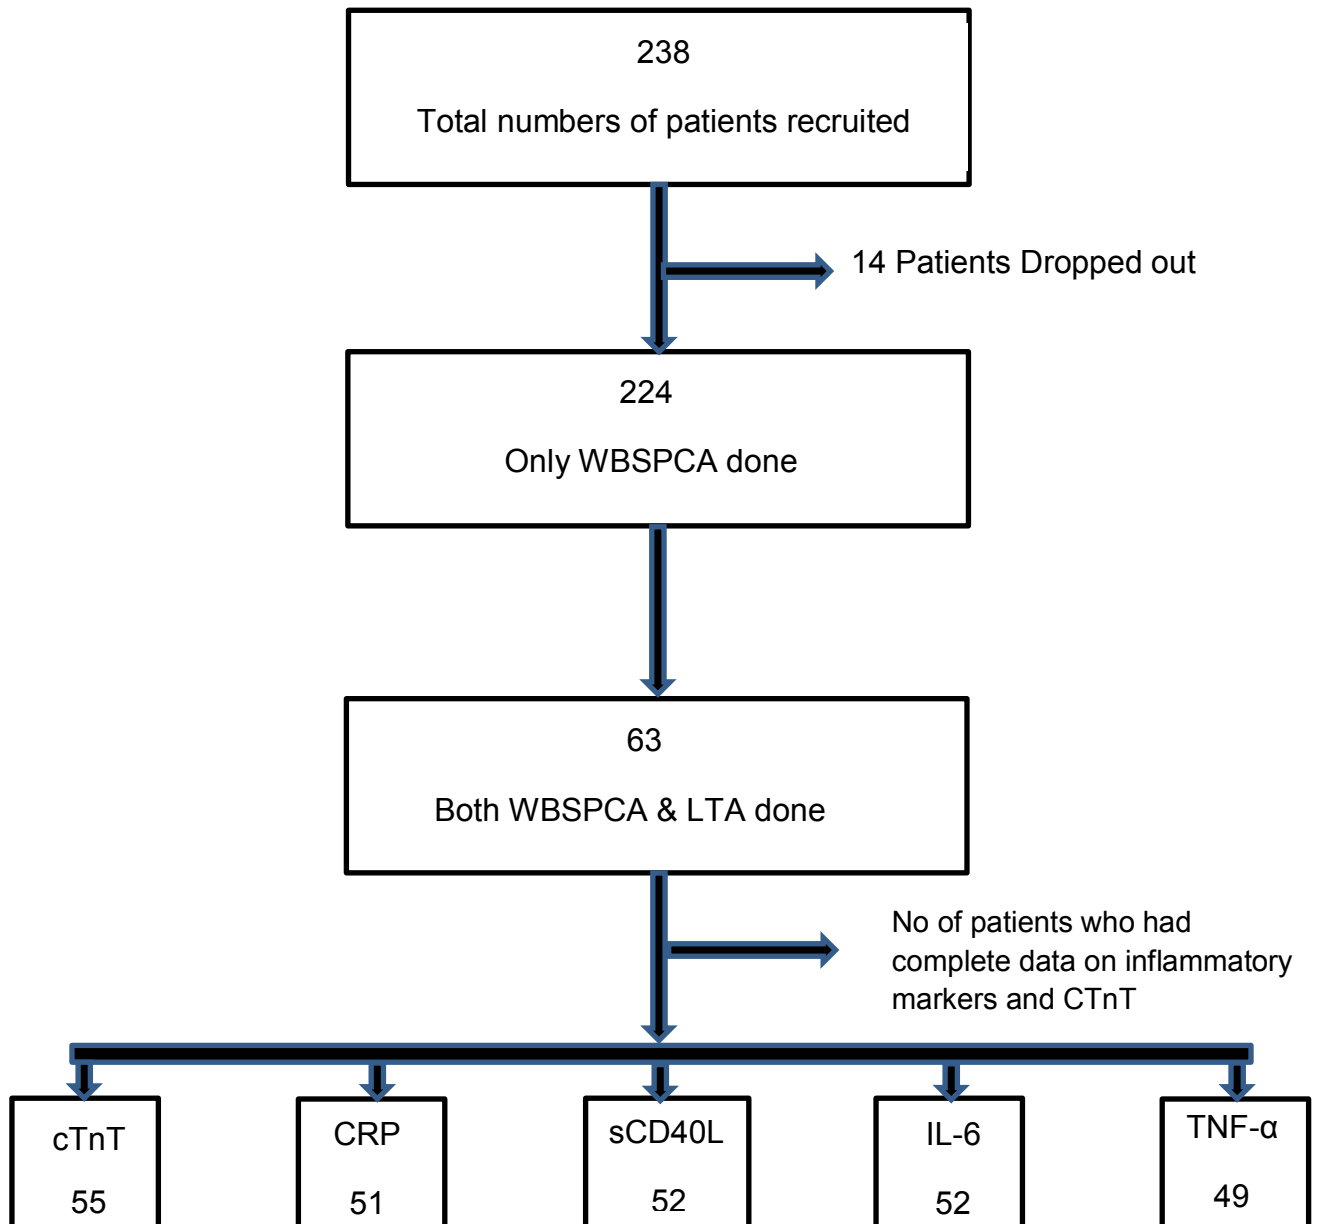 238
Total numbers of patients recruited
14 Patients Dropped out
224
Only WBSPCA done
63
Both WBSPCA & LTA done
No of patients who had
complete data on inflammatory
markers and CTnT
cTnT
55
CRP
51
sCD40L
52
IL-6
52
TNF-α
49